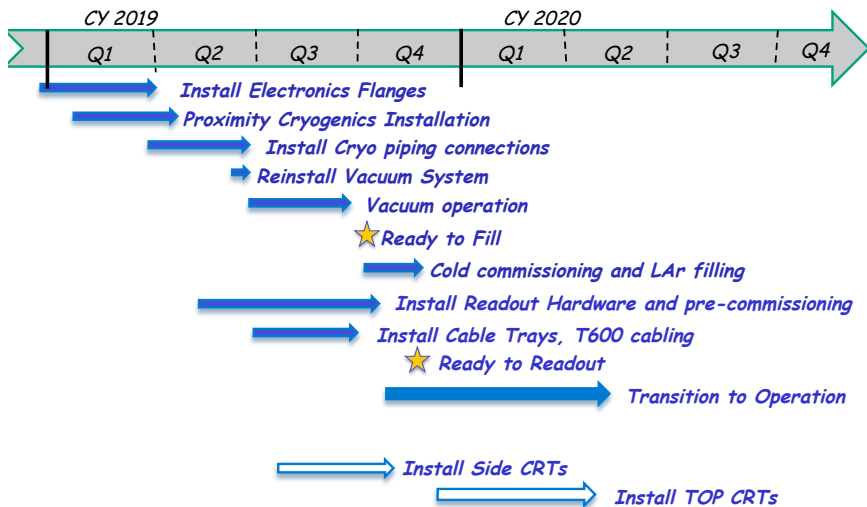 CY 2019 CY 2020
Q1 Q2 Q3 Q4 Q1 Q2 Q3 Q4
Install Electronics Flanges
Proximity Cryogenics Installation
Install Cryo piping connections
Reinstall Vacuum System
Vacuum operation
Ready to Fill
Cold commissioning and LAr filling
Install Readout Hardware and pre-commissioning
Install Cable Trays, T600 cabling
Ready to Readout
Transition to Operation
Install Side CRTs
Install TOP CRTs